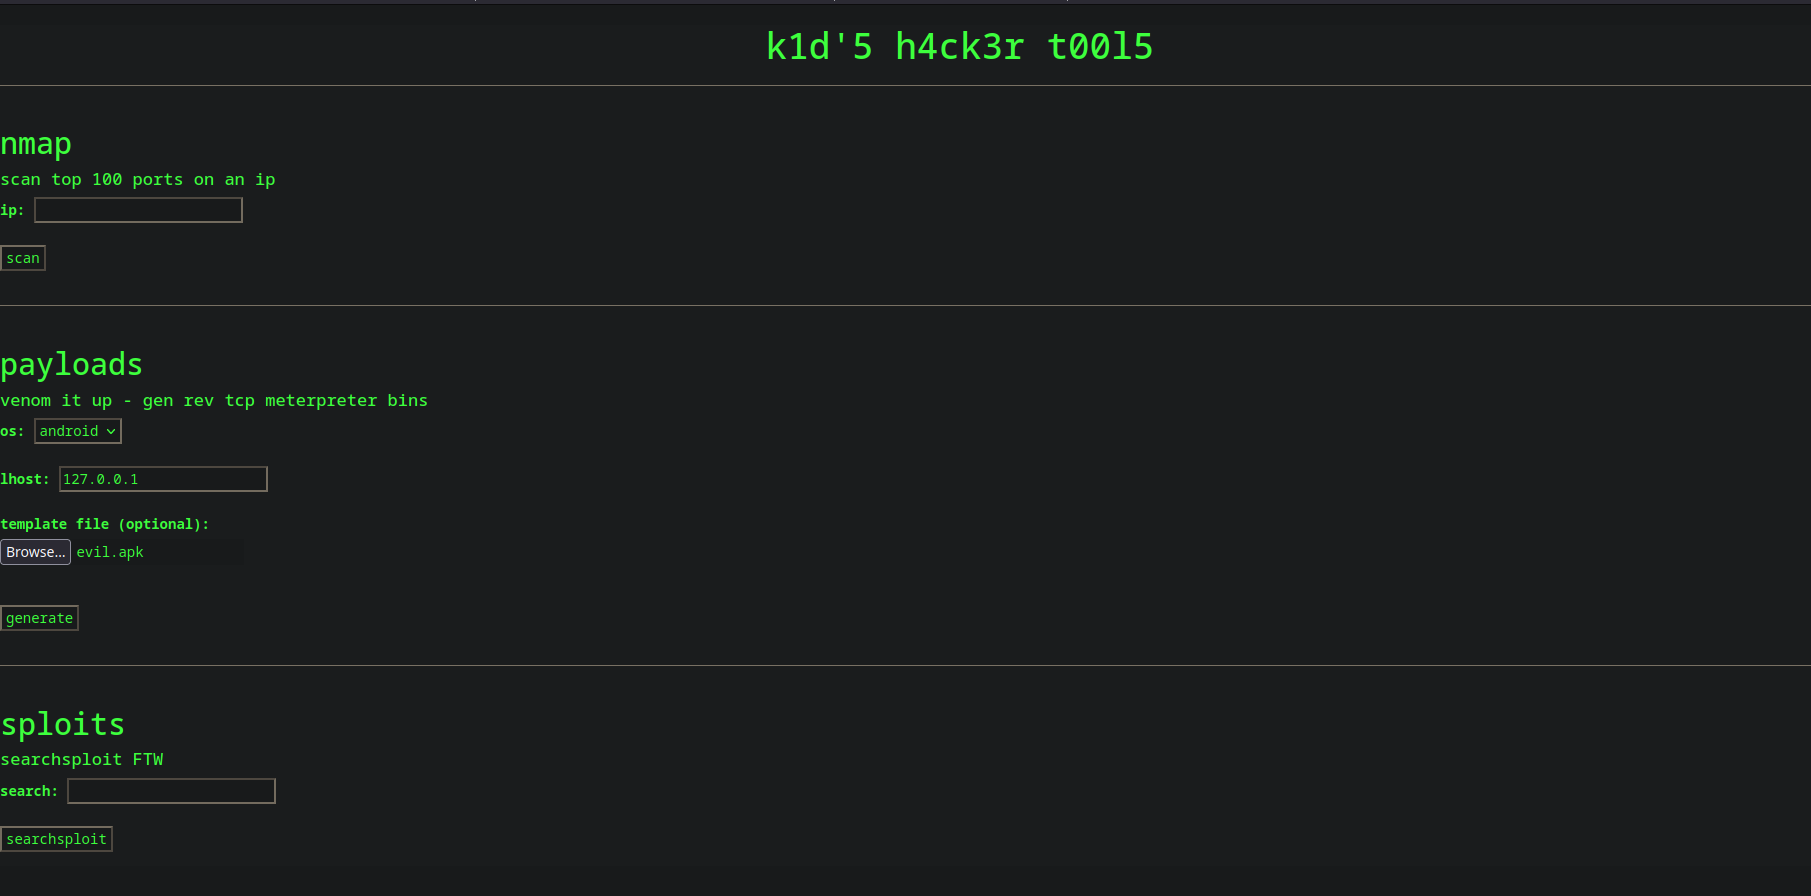 k1d'5 h4ck3r t00l5
nmap
scan top 100 ports on an ip
ip:
scan
payloads
venom it up - gen rev tcp meterpreter bins
os: android
lhost: 127.0.0.1
template file (optional):
Browse... evil.apk
generate
sploits
searchsploit FTW
search:
searchsploit